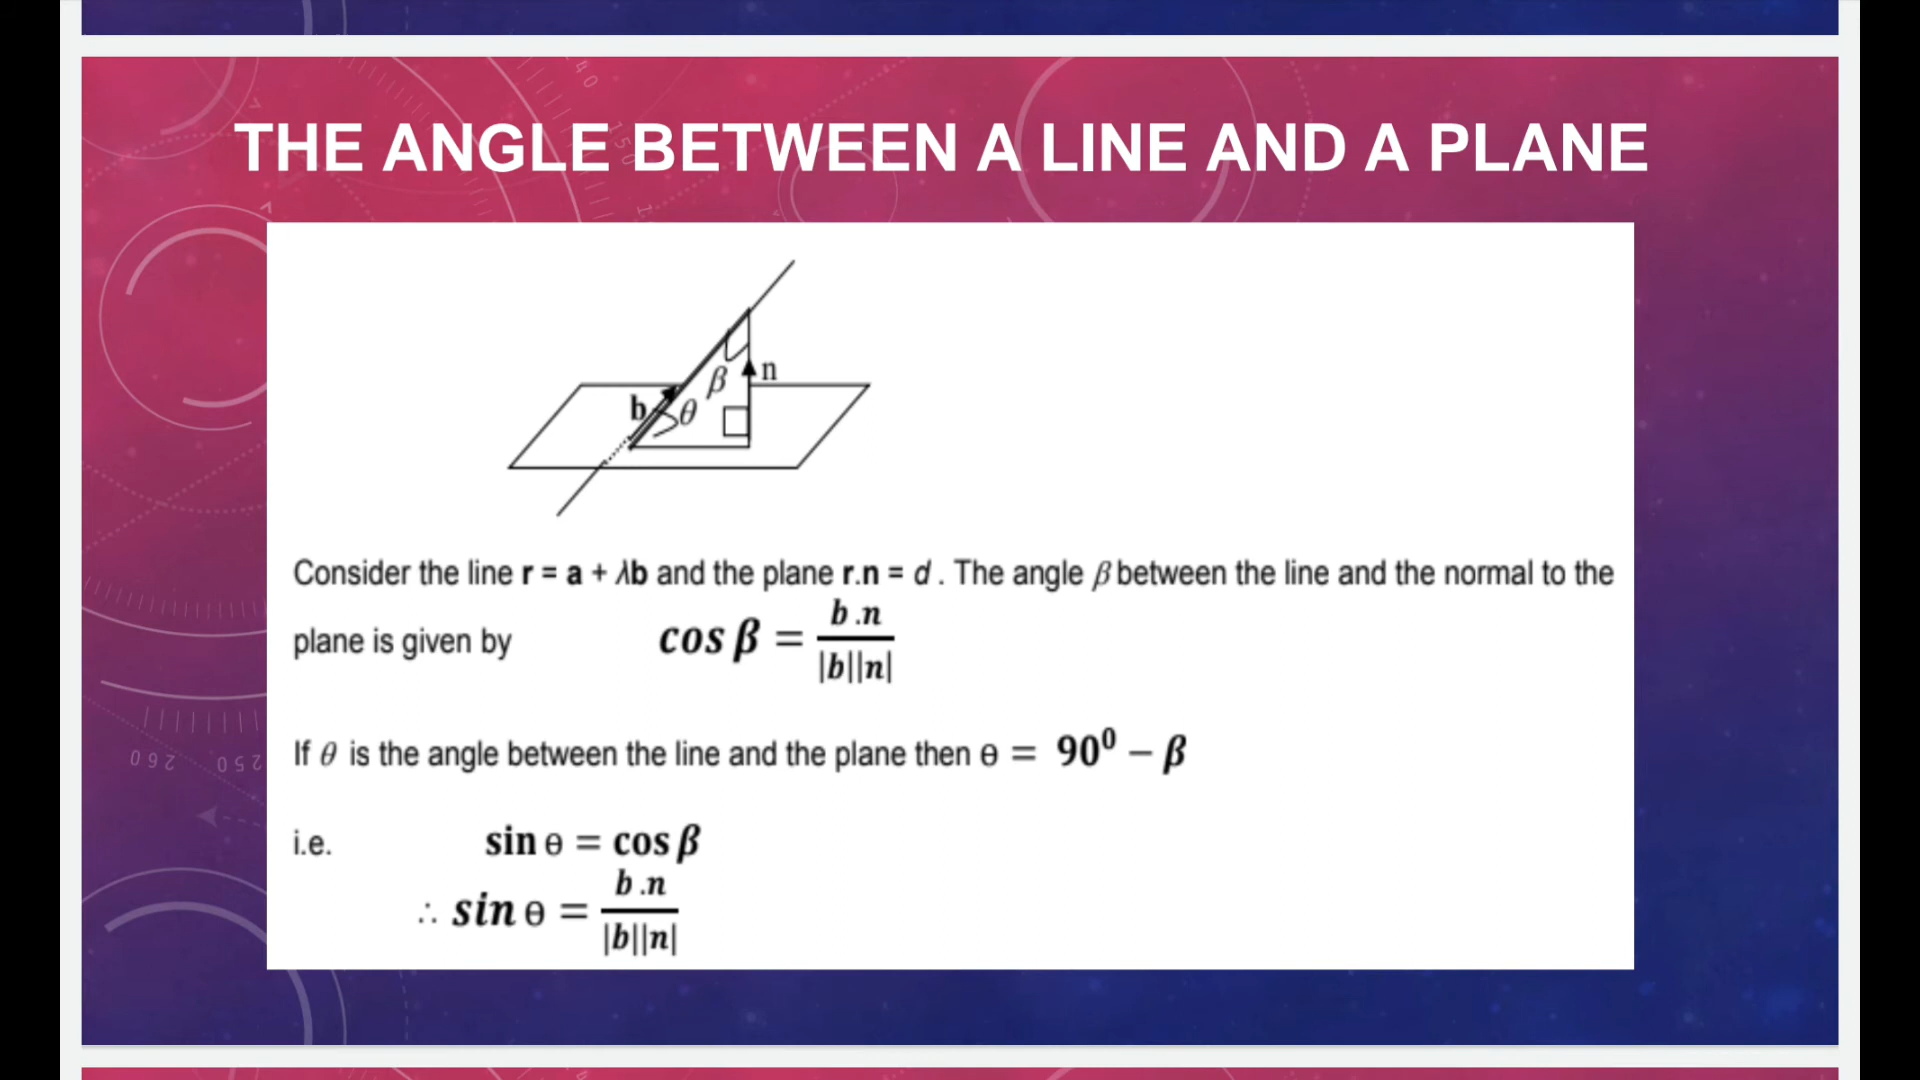 THE ANGLE BETWEEN A LINE AND A PLANE
n
β
b
θ
Consider the line r = a + λb and the plane r.n = d . The angle β between the line and the normal to the
plane is given by cos β = b .n / |b||n|
If θ is the angle between the line and the plane then θ = 90⁰ – β
i.e. sin θ = cos β
∴ sin θ = b .n / |b||n|